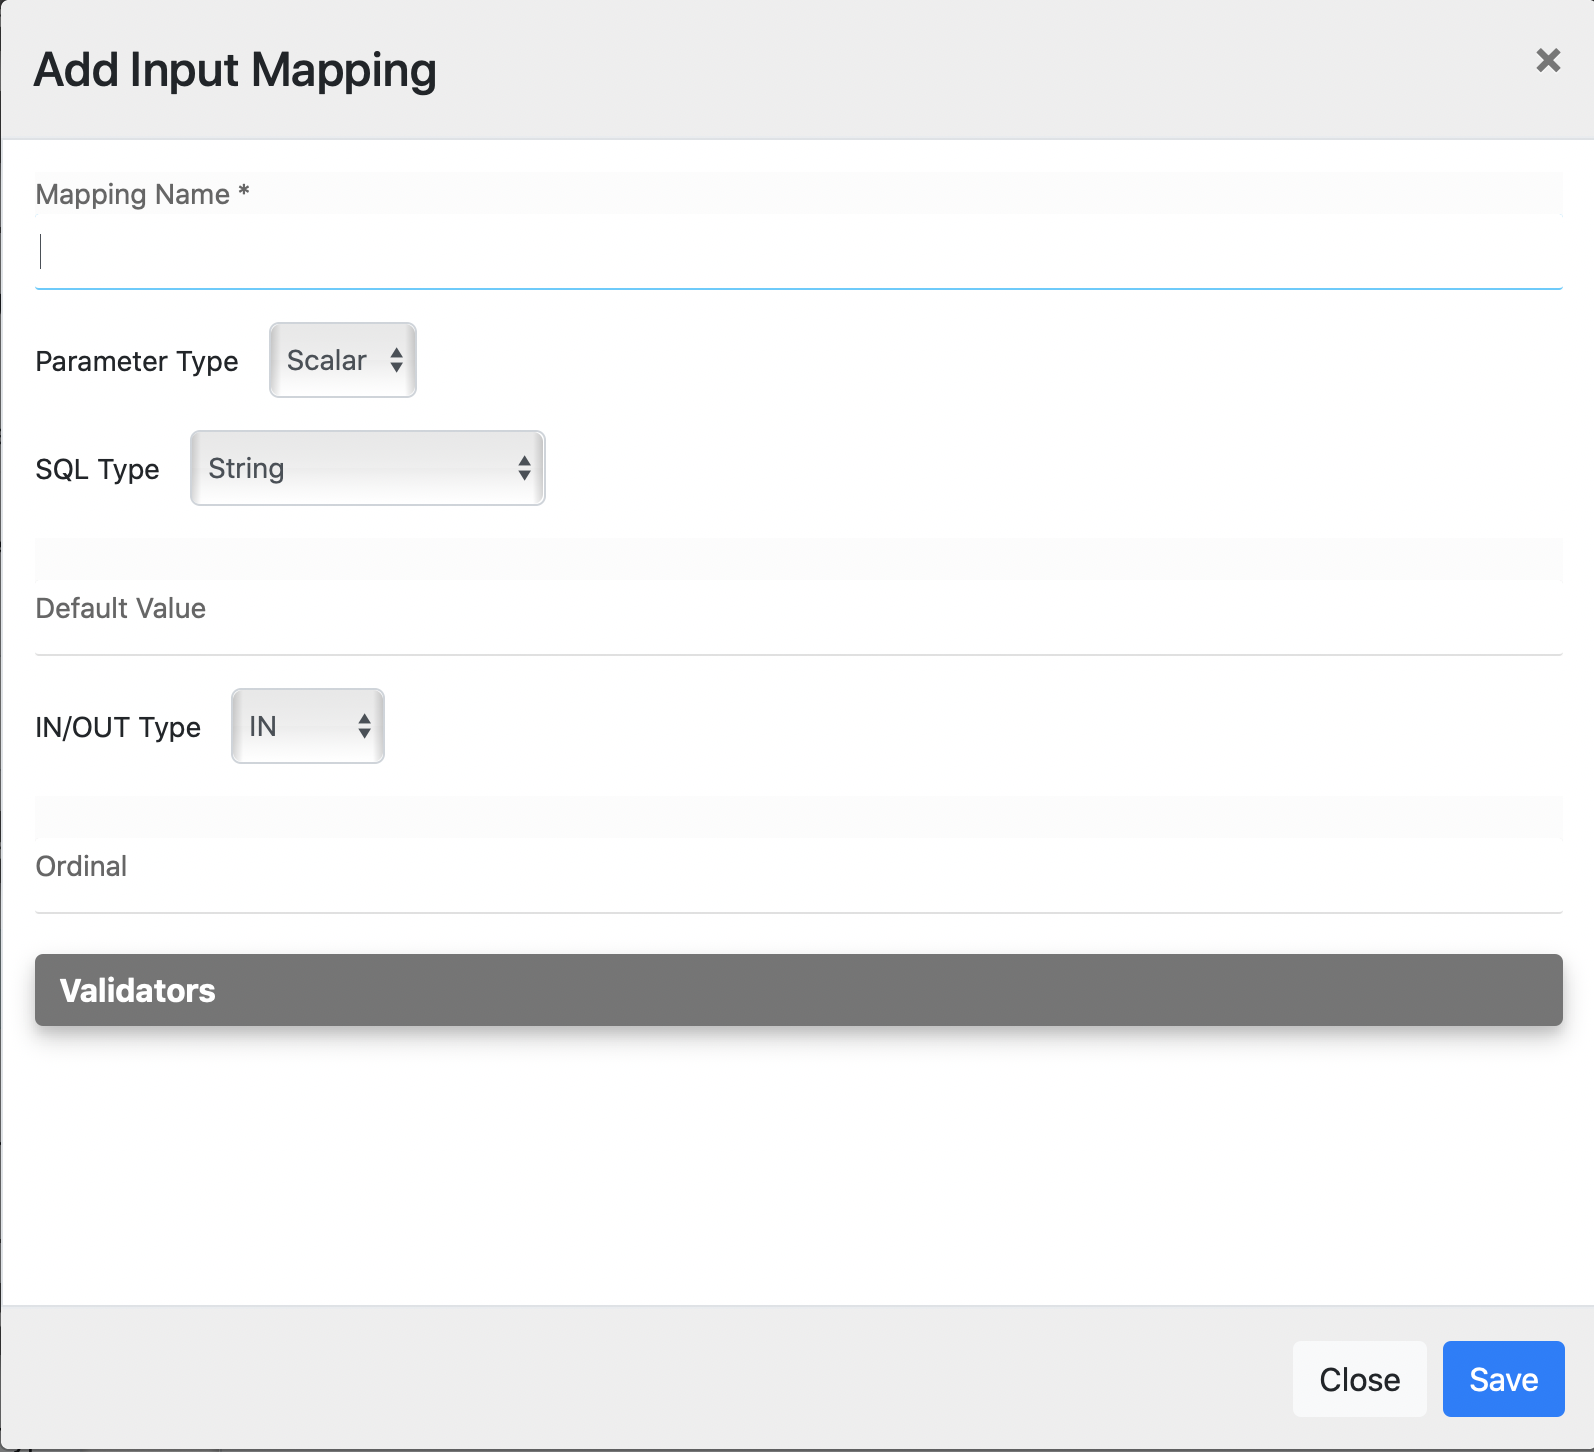 Add Input Mapping
Mapping Name *
Parameter Type Scalar
SQL Type String
Default Value
IN/OUT Type IN
Ordinal
Validators
Close Save